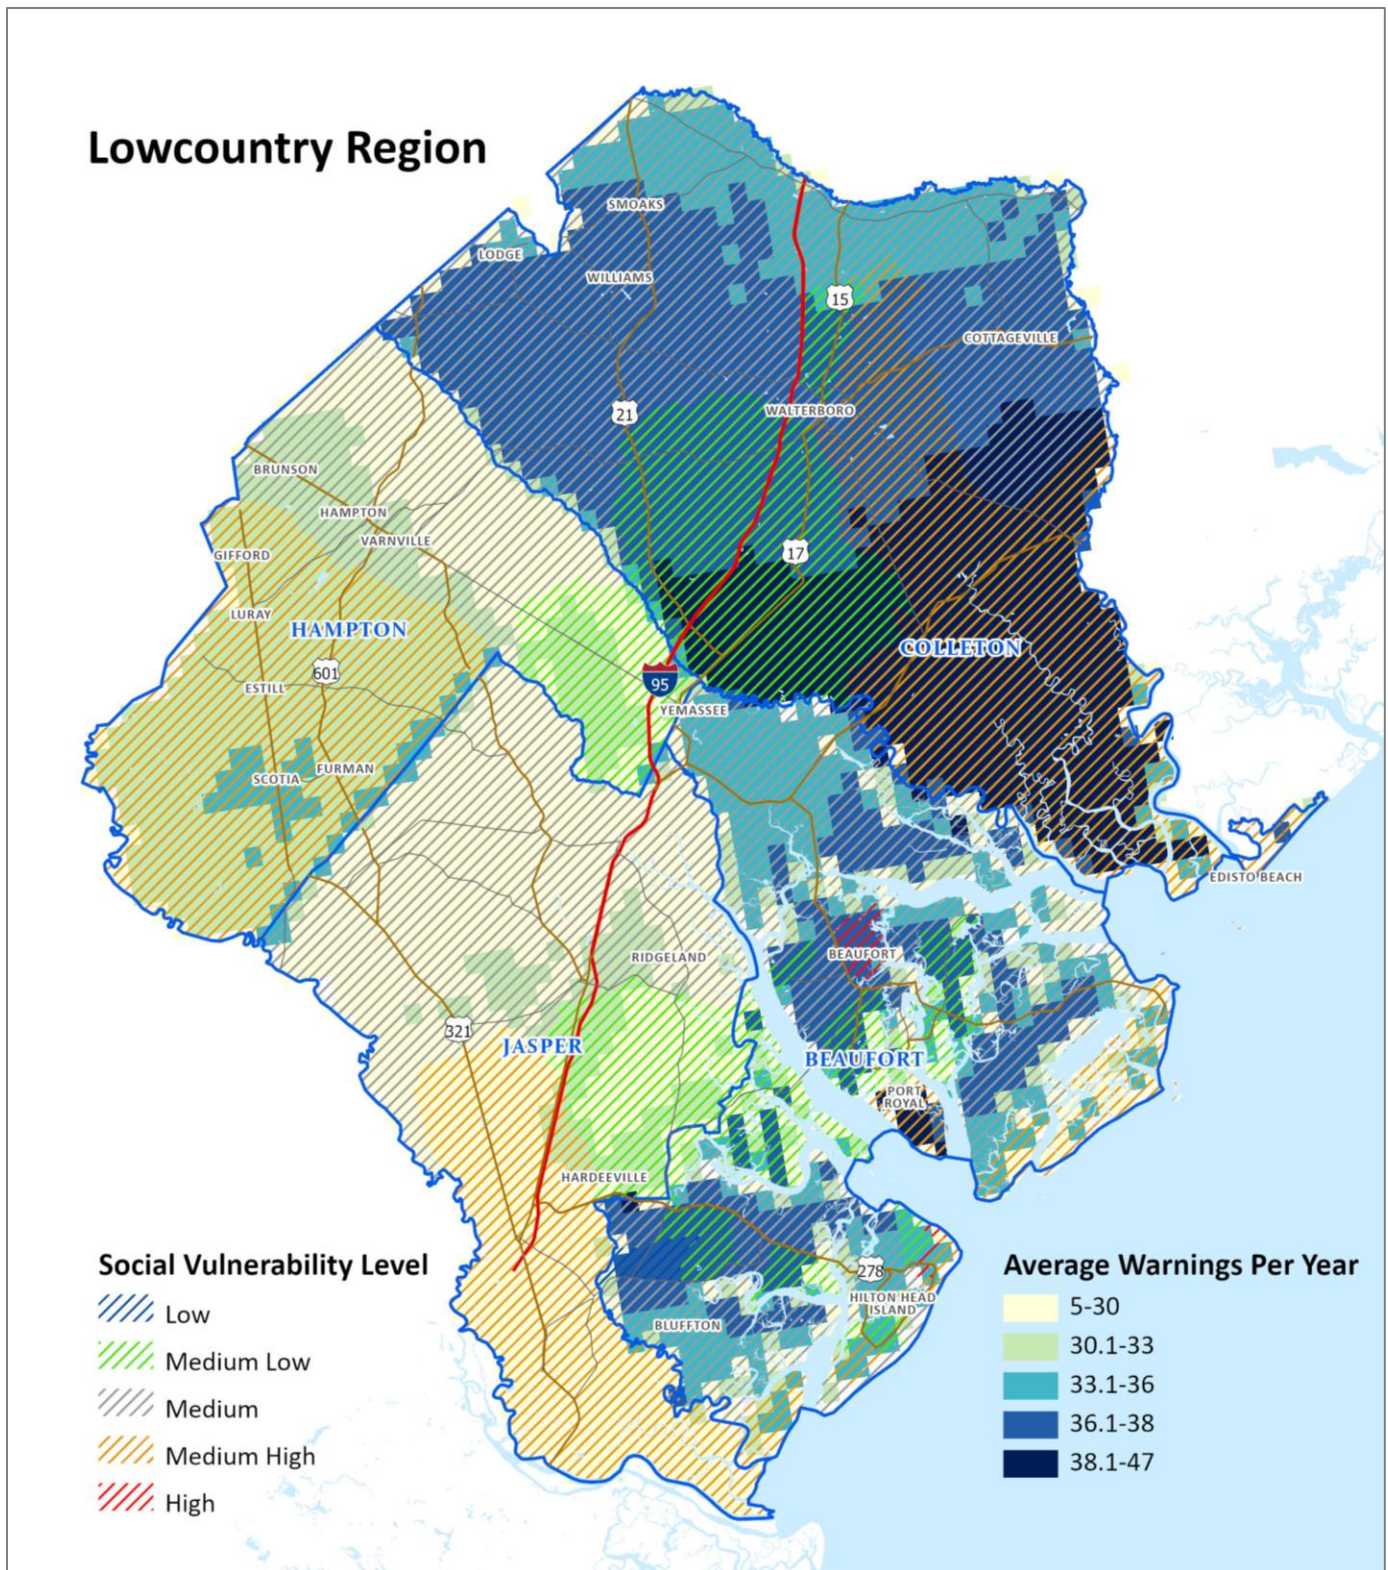 Lowcountry Region
SMOAKS
LODGE
WILLIAMS
15
COTTAGEVILLE
21
WALTERBORO
BRUNSON
HAMPTON
VARNVILLE
GIFFORD
17
LURAY
HAMPTON
COLLETON
601
ESTILL
95
YEMASSEE
SCOTIA
FURMAN
EDISTO BEACH
RIDGELAND
BEAUFORT
321
JASPER
BEAUFORT
PORT
ROYAL
HARDEEVILLE
278
HILTON HEAD
ISLAND
BLUFFTON
Social Vulnerability Level
Low
Medium Low
Medium
Medium High
High
Average Warnings Per Year
5-30
30.1-33
33.1-36
36.1-38
38.1-47